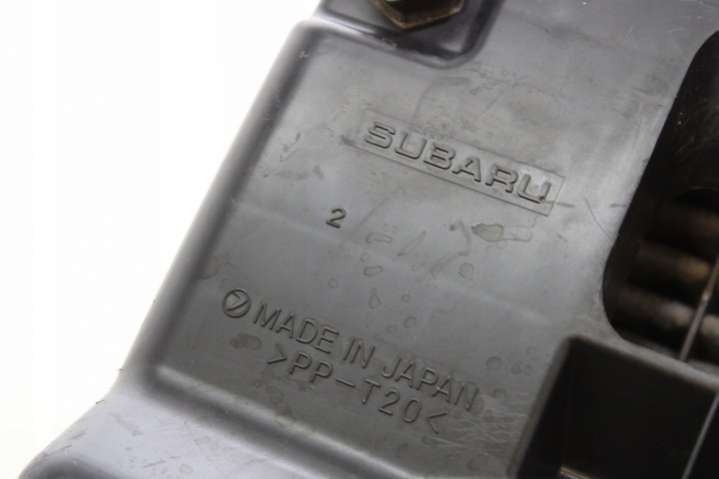 SUBARU
2
MADE IN JAPAN
>PP-T20<